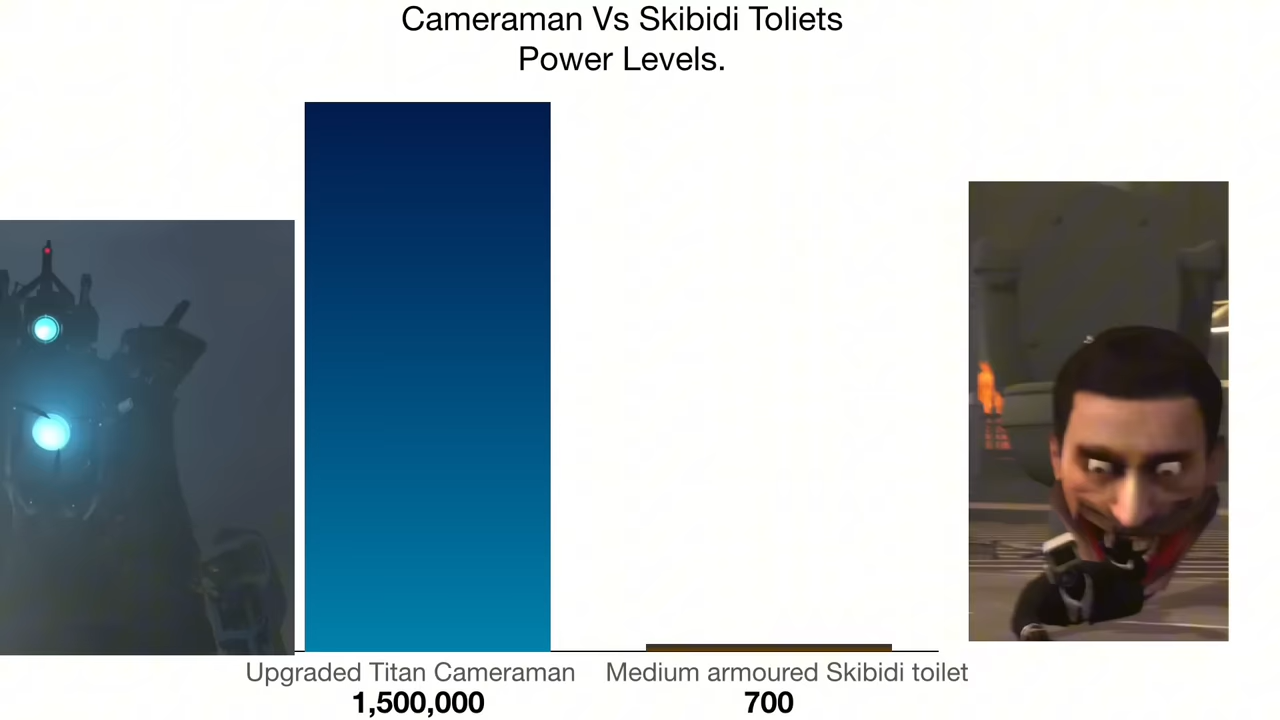 Cameraman Vs Skibidi Toliets
Power Levels.
Upgraded Titan Cameraman
1,500,000
Medium armoured Skibidi toilet
700